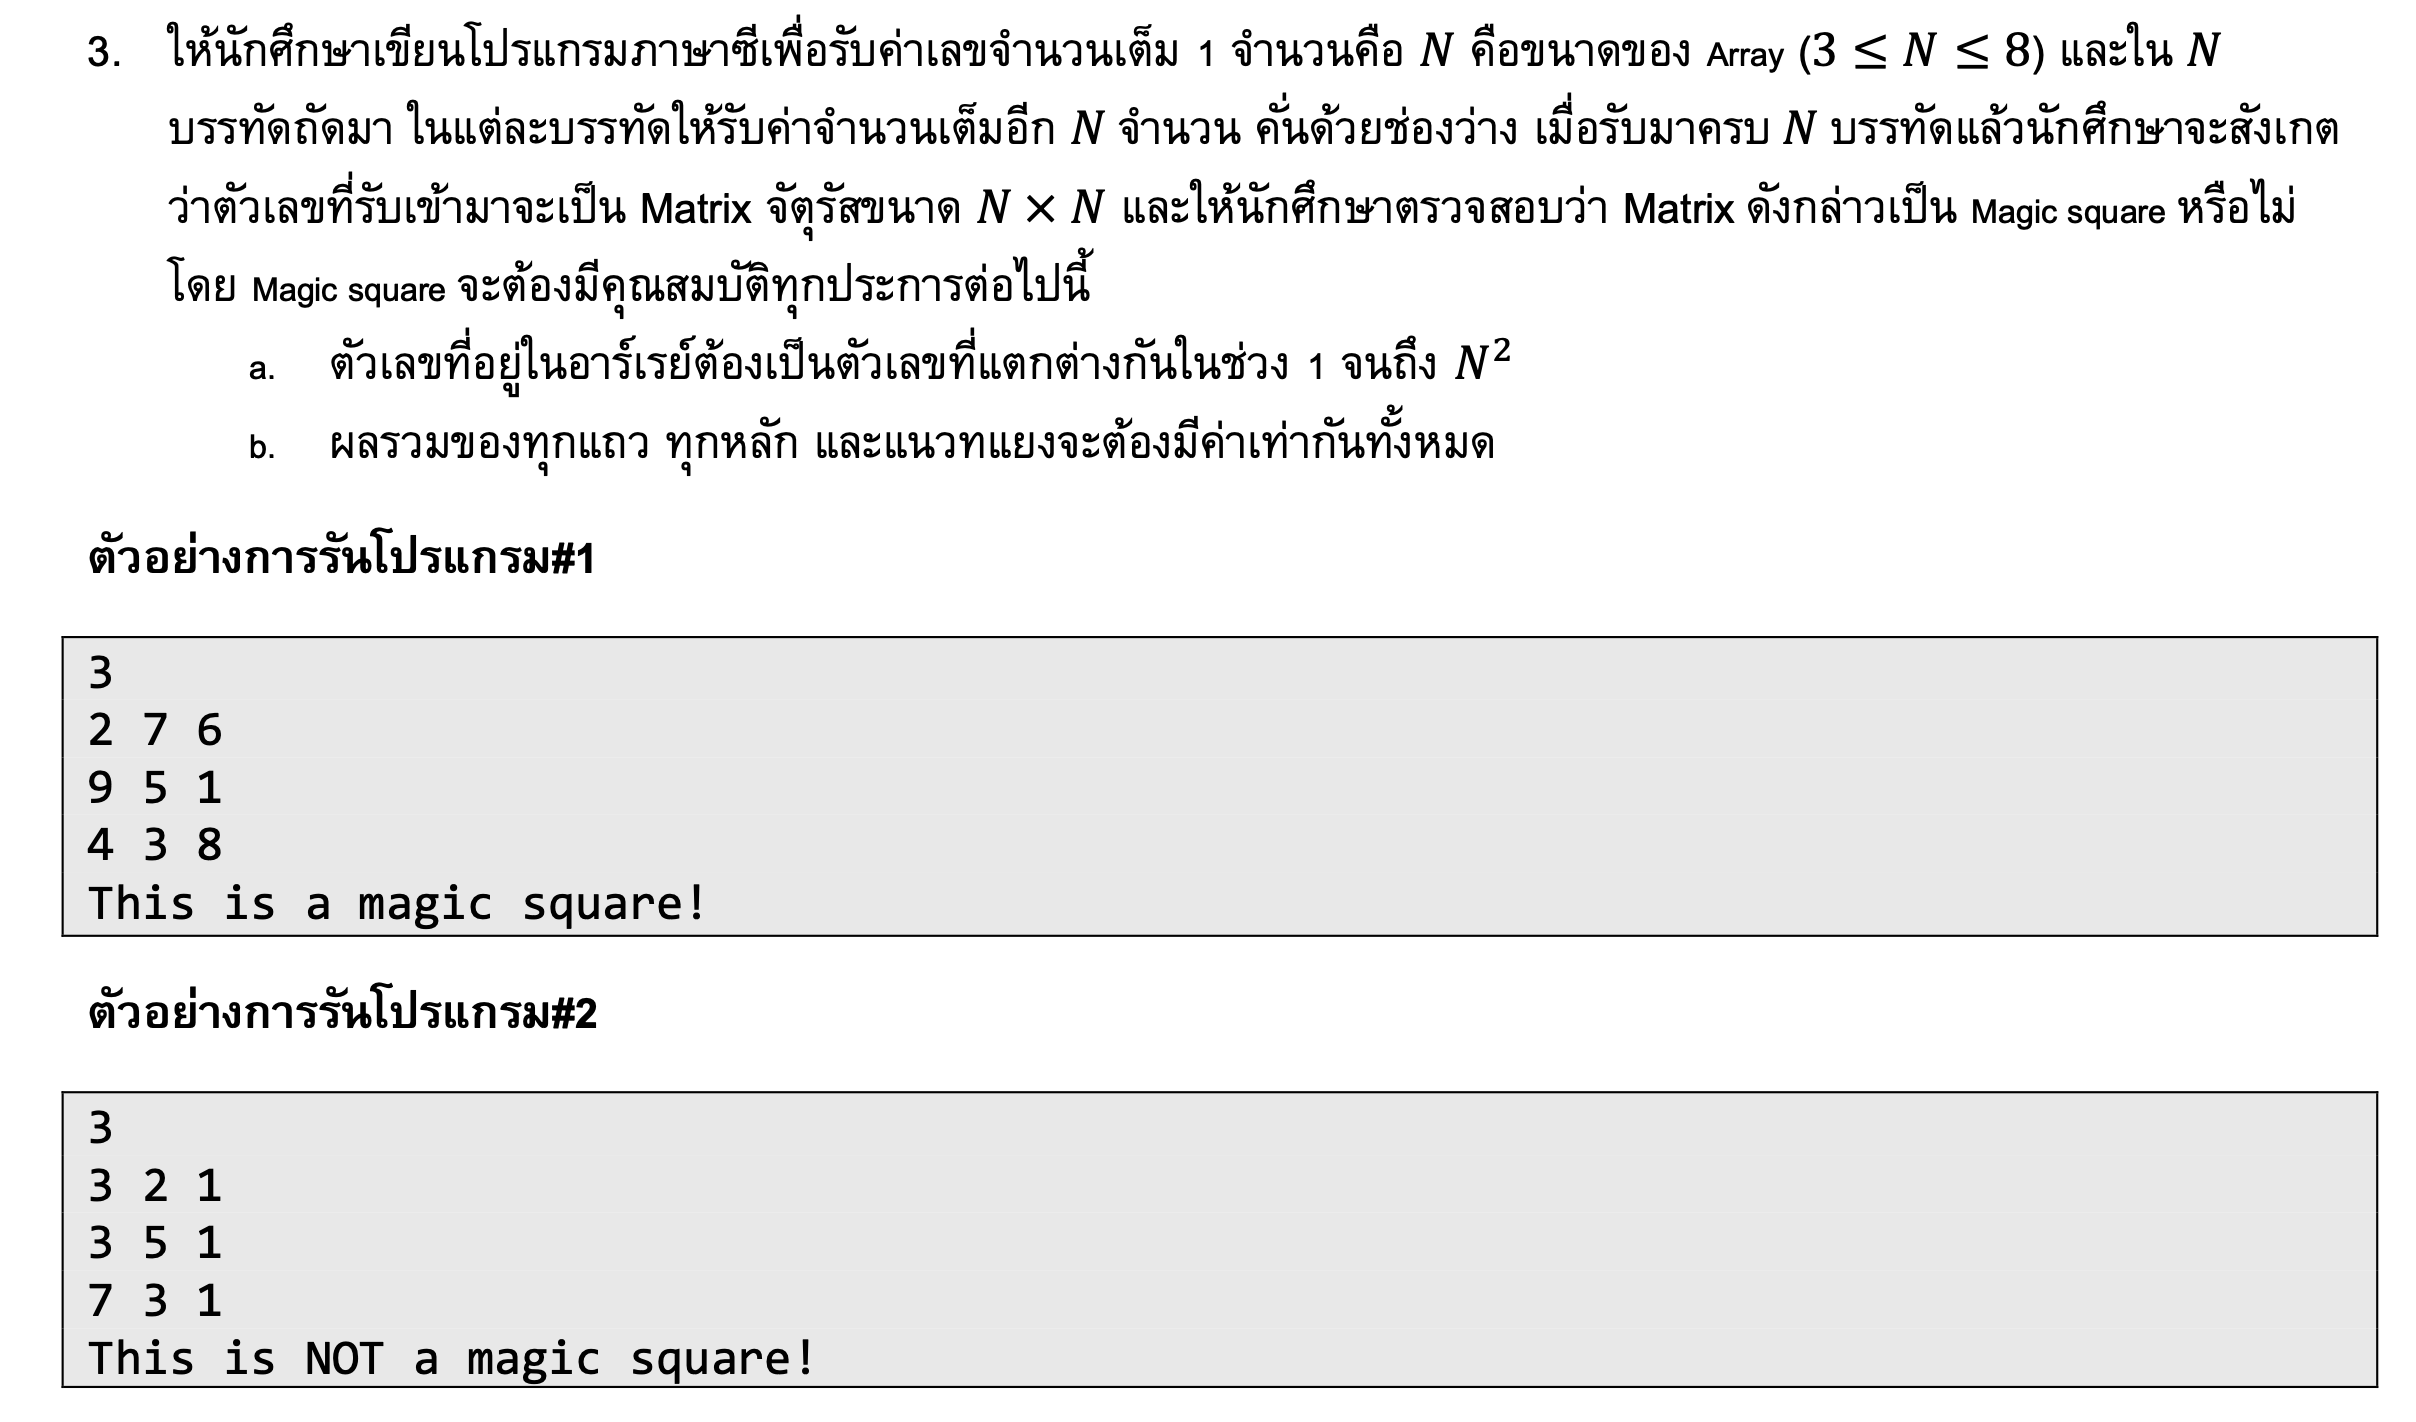 3. ให้นักศึกษาเขียนโปรแกรมภาษาซีเพื่อรับค่าเลขจำนวนเต็ม 1 จำนวนคือ N คือขนาดของ Array (3 ≤ N ≤ 8) และใน N
บรรทัดถัดมา ในแต่ละบรรทัดให้รับค่าจำนวนเต็มอีก N จำนวน คั่นด้วยช่องว่าง เมื่อรับมาครบ N บรรทัดแล้วนักศึกษาจะสังเกต
ว่าตัวเลขที่รับเข้ามาจะเป็น Matrix จัตุรัสขนาด N × N และให้นักศึกษาตรวจสอบว่า Matrix ดังกล่าวเป็น Magic square หรือไม่
โดย Magic square จะต้องมีคุณสมบัติทุกประการต่อไปนี้
a. ตัวเลขที่อยู่ในอาร์เรย์ต้องเป็นตัวเลขที่แตกต่างกันในช่วง 1 จนถึง N²
b. ผลรวมของทุกแถว ทุกหลัก และแนวทแยงจะต้องมีค่าเท่ากันทั้งหมด
ตัวอย่างการรันโปรแกรม#1
3
2 7 6
9 5 1
4 3 8
This is a magic square!
ตัวอย่างการรันโปรแกรม#2
3
3 2 1
3 5 1
7 3 1
This is NOT a magic square!